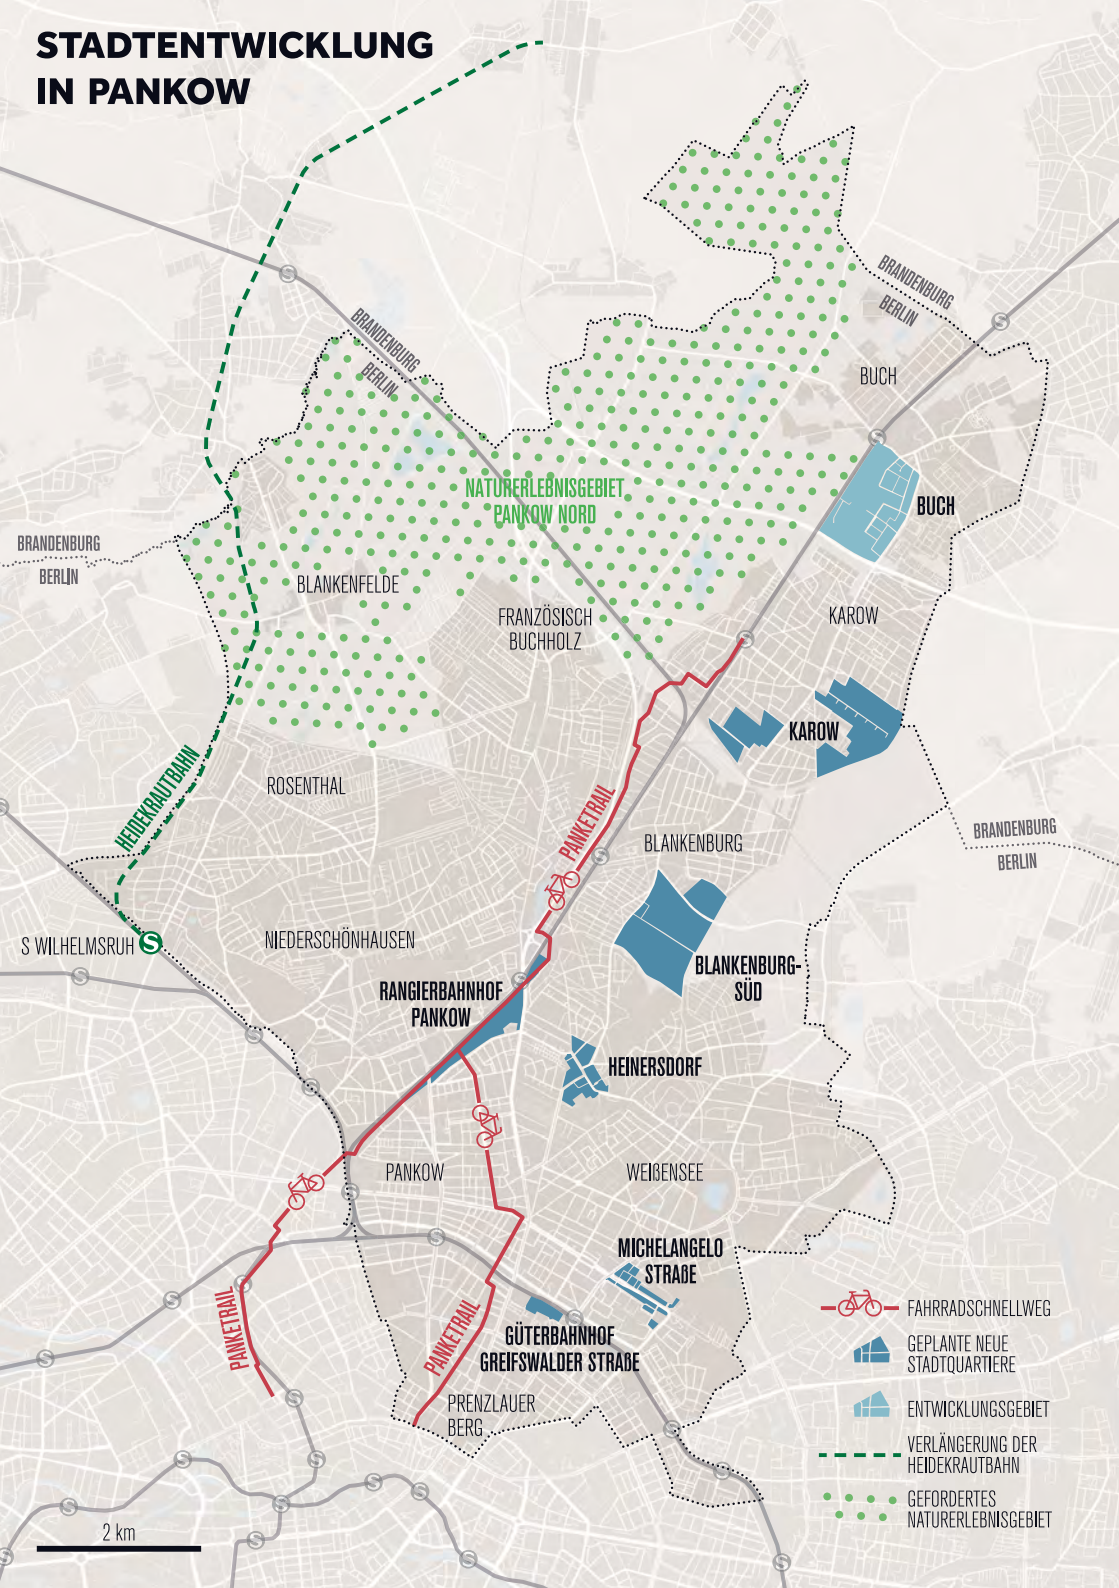 STADTENTWICKLUNG
IN PANKOW
BRANDENBURG
BERLIN
BRANDENBURG
BERLIN
BUCH
NATURERLEBNISGEBIET
PANKOW NORD
BUCH
BRANDENBURG
BERLIN
BLANKENFELDE
FRANZÖSISCH
BUCHHOLZ
KAROW
KAROW
HEIDEKRAUTBAHN
ROSENTHAL
PANKETRAIL
BLANKENBURG
BRANDENBURG
BERLIN
S WILHELMSRUH
S
NIEDERSCHÖNHAUSEN
BLANKENBURG-
SÜD
RANGIERBAHNHOF
PANKOW
HEINERSDORF
PANKOW
WEIßENSEE
MICHELANGELO
STRAßE
PANKETRAIL
PANKETRAIL
GÜTERBAHNHOF
GREIFSWALDER STRAßE
PRENZLAUER
BERG
FAHRRADSCHNELLWEG
GEPLANTE NEUE
STADTQUARTIERE
ENTWICKLUNGSGEBIET
VERLÄNGERUNG DER
HEIDEKRAUTBAHN
GEFORDERTES
NATURERLEBNISGEBIET
2 km